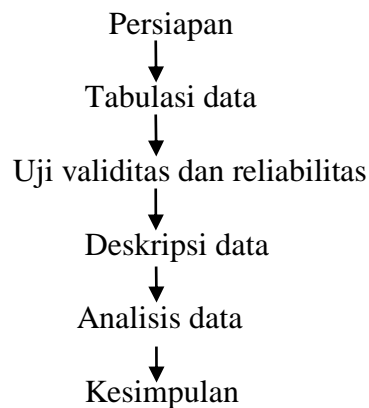 Persiapan
Tabulasi data
Uji validitas dan reliabilitas
Deskripsi data
Analisis data
Kesimpulan